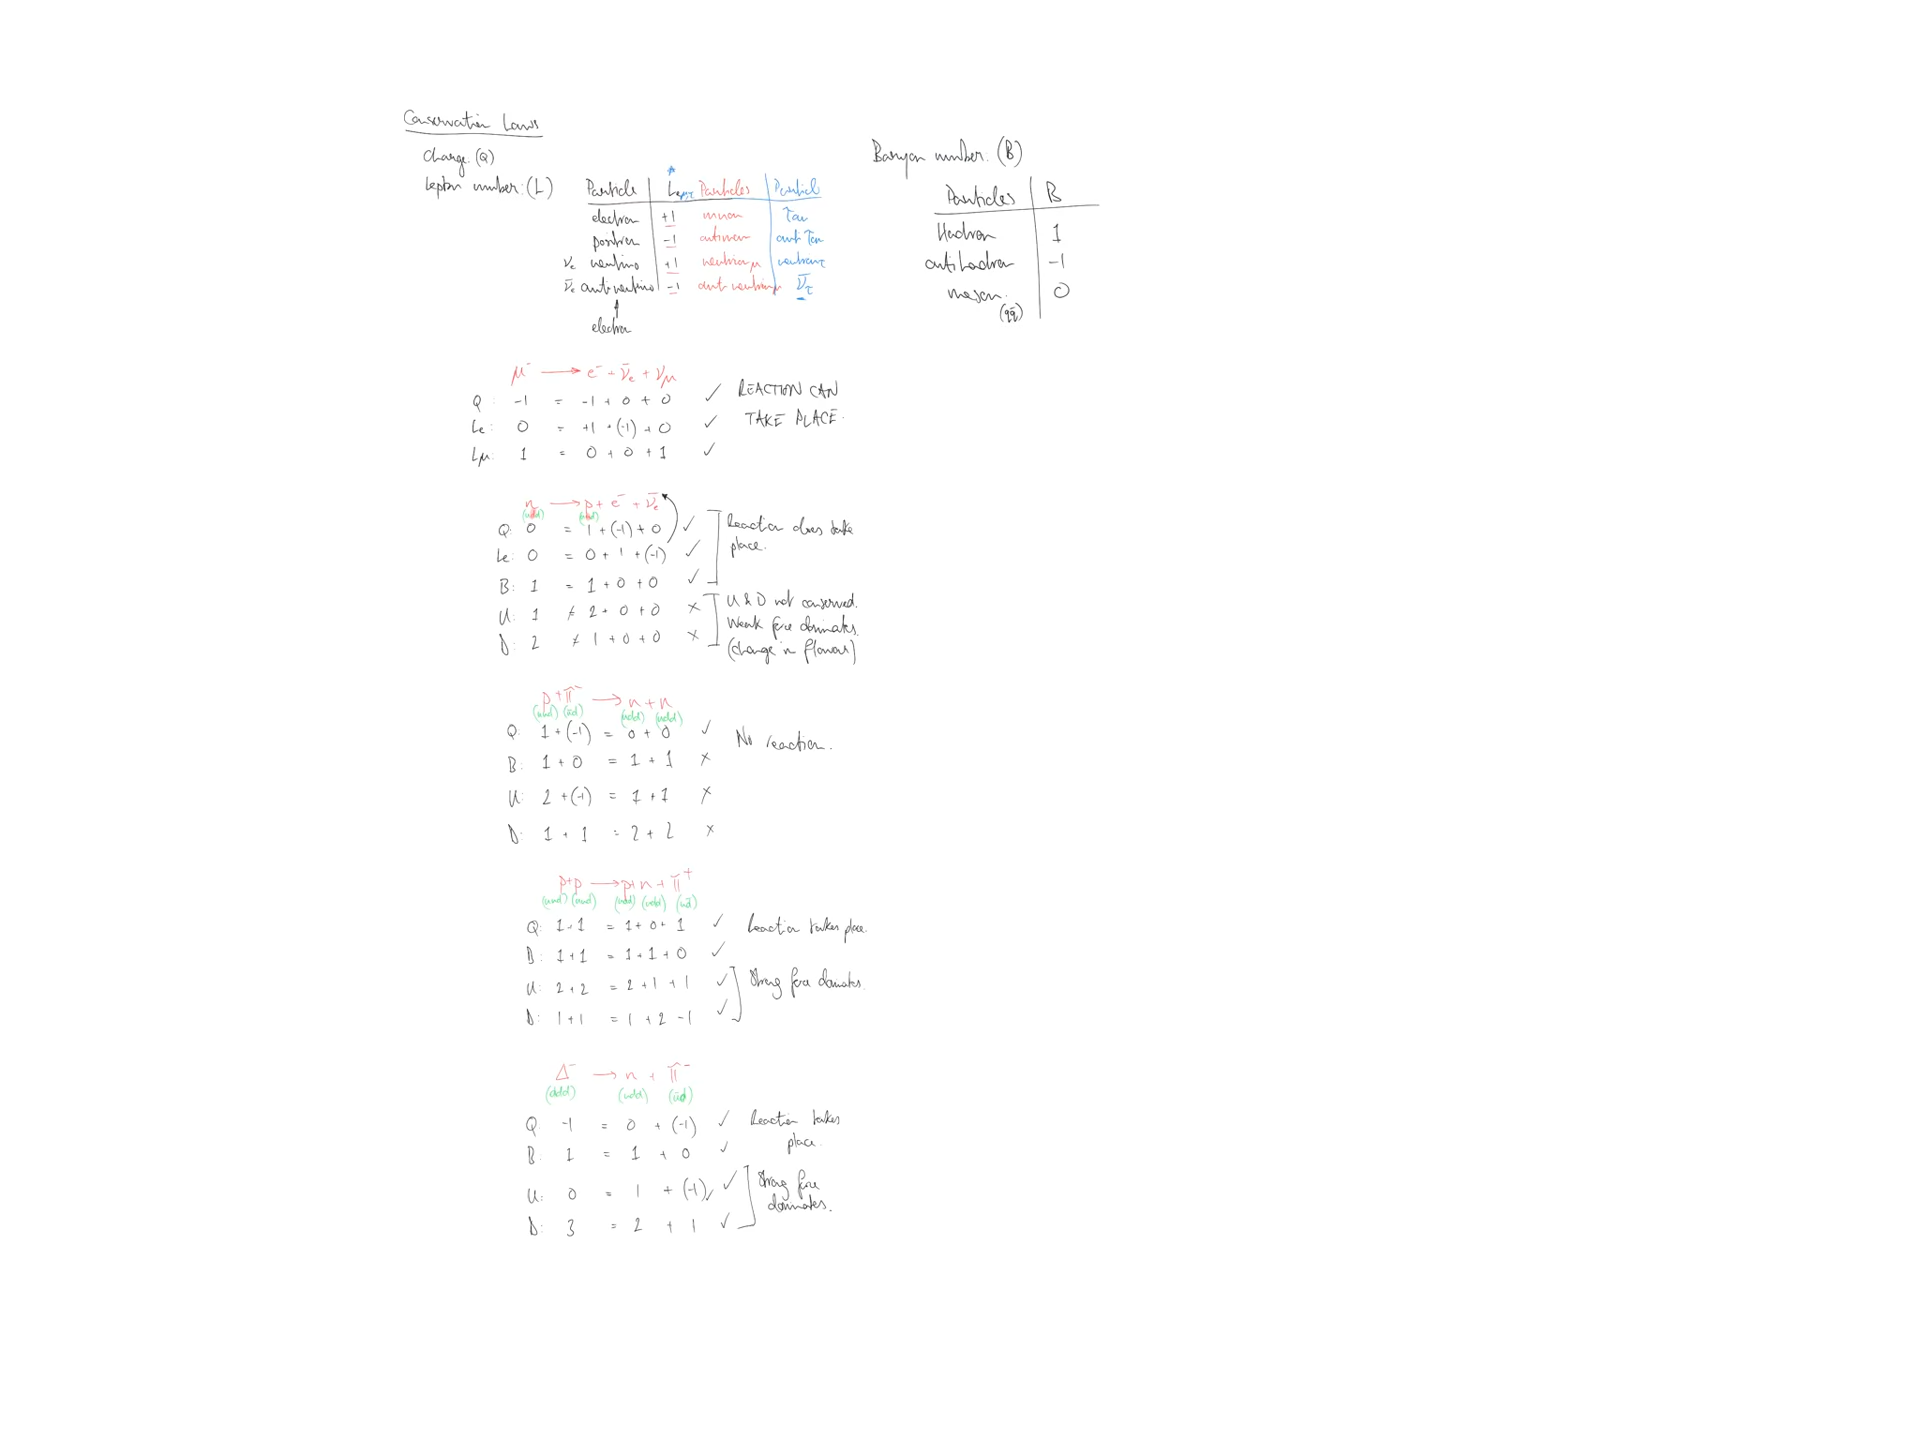 Conservation Laws
Charge: (Q)
Lepton number: (L)
Particle | Le,μ,τ Particles | Particle
electron | +1 muon | Tau
positron | -1 antimuon | anti Tau
νe neutrino | +1 neutrino μ | neutrino τ
ν̄e antineutrino | -1 anti neutrino μ | ν̄τ
electron
Baryon number: (B)
Particles | B
Hadron | 1
antihadron | -1
meson | 0
(qq̄)
μ⁻ → e⁻ + ν̄e + νμ
Q: -1 = -1 + 0 + 0 ✓ REACTION CAN
Le: 0 = +1 + (-1) + 0 ✓ TAKE PLACE.
Lμ: 1 = 0 + 0 + 1 ✓
n → p + e⁻ + ν̄e
(udd) (uud)
Q: 0 = 1 + (-1) + 0 ✓ Reaction does take
Le: 0 = 0 + 1 + (-1) ✓ place.
B: 1 = 1 + 0 + 0 ✓
U: 1 ≠ 2 + 0 + 0 × U & D not conserved.
Weak force dominates.
D: 2 ≠ 1 + 0 + 0 × (change in flavour)
p + π⁻ → n + n
(uud) (ūd) (udd) (udd)
Q: 1 + (-1) = 0 + 0 ✓ No reaction.
B: 1 + 0 = 1 + 1 ×
U: 2 + (-1) = 1 + 1 ×
D: 1 + 1 = 2 + 2 ×
p + p → p + n + π⁺
(uud) (uud) (udd) (ud̄)
Q: 1 + 1 = 1 + 0 + 1 ✓ Reaction takes place.
B: 1 + 1 = 1 + 1 + 0 ✓
U: 2 + 2 = 2 + 1 + 1 ✓ Strong force dominates.
D: 1 + 1 = 1 + 2 - 1 ✓
Δ⁻ → n + π⁻
(ddd) (udd) (ūd)
Q: -1 = 0 + (-1) ✓ Reaction takes
place.
B: 1 = 1 + 0 ✓
U: 0 = 1 + (-1) ✓ Strong force
dominates.
D: 3 = 2 + 1 ✓